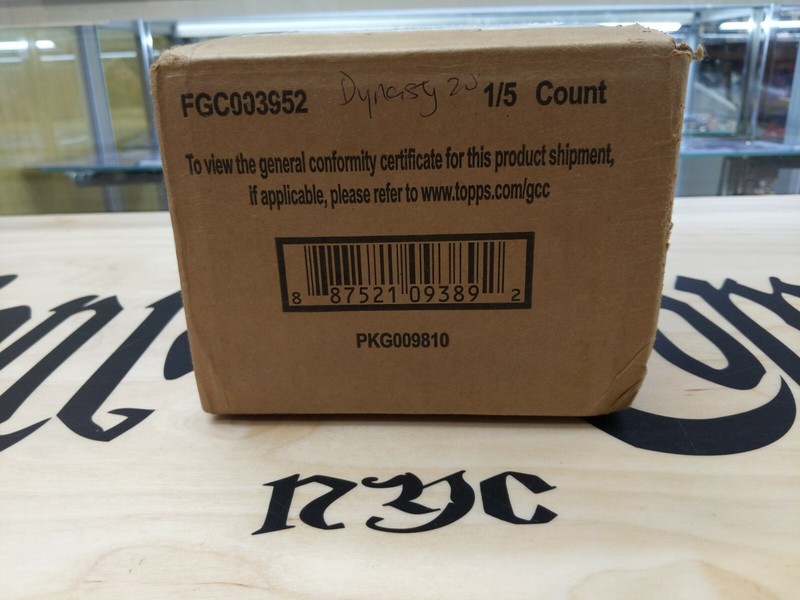 FGC003952 Dynasty 20 1/5 Count
To view the general conformity certificate for this product shipment,
if applicable, please refer to www.topps.com/gcc
8 87521 09389 2
PKG009810
NYC